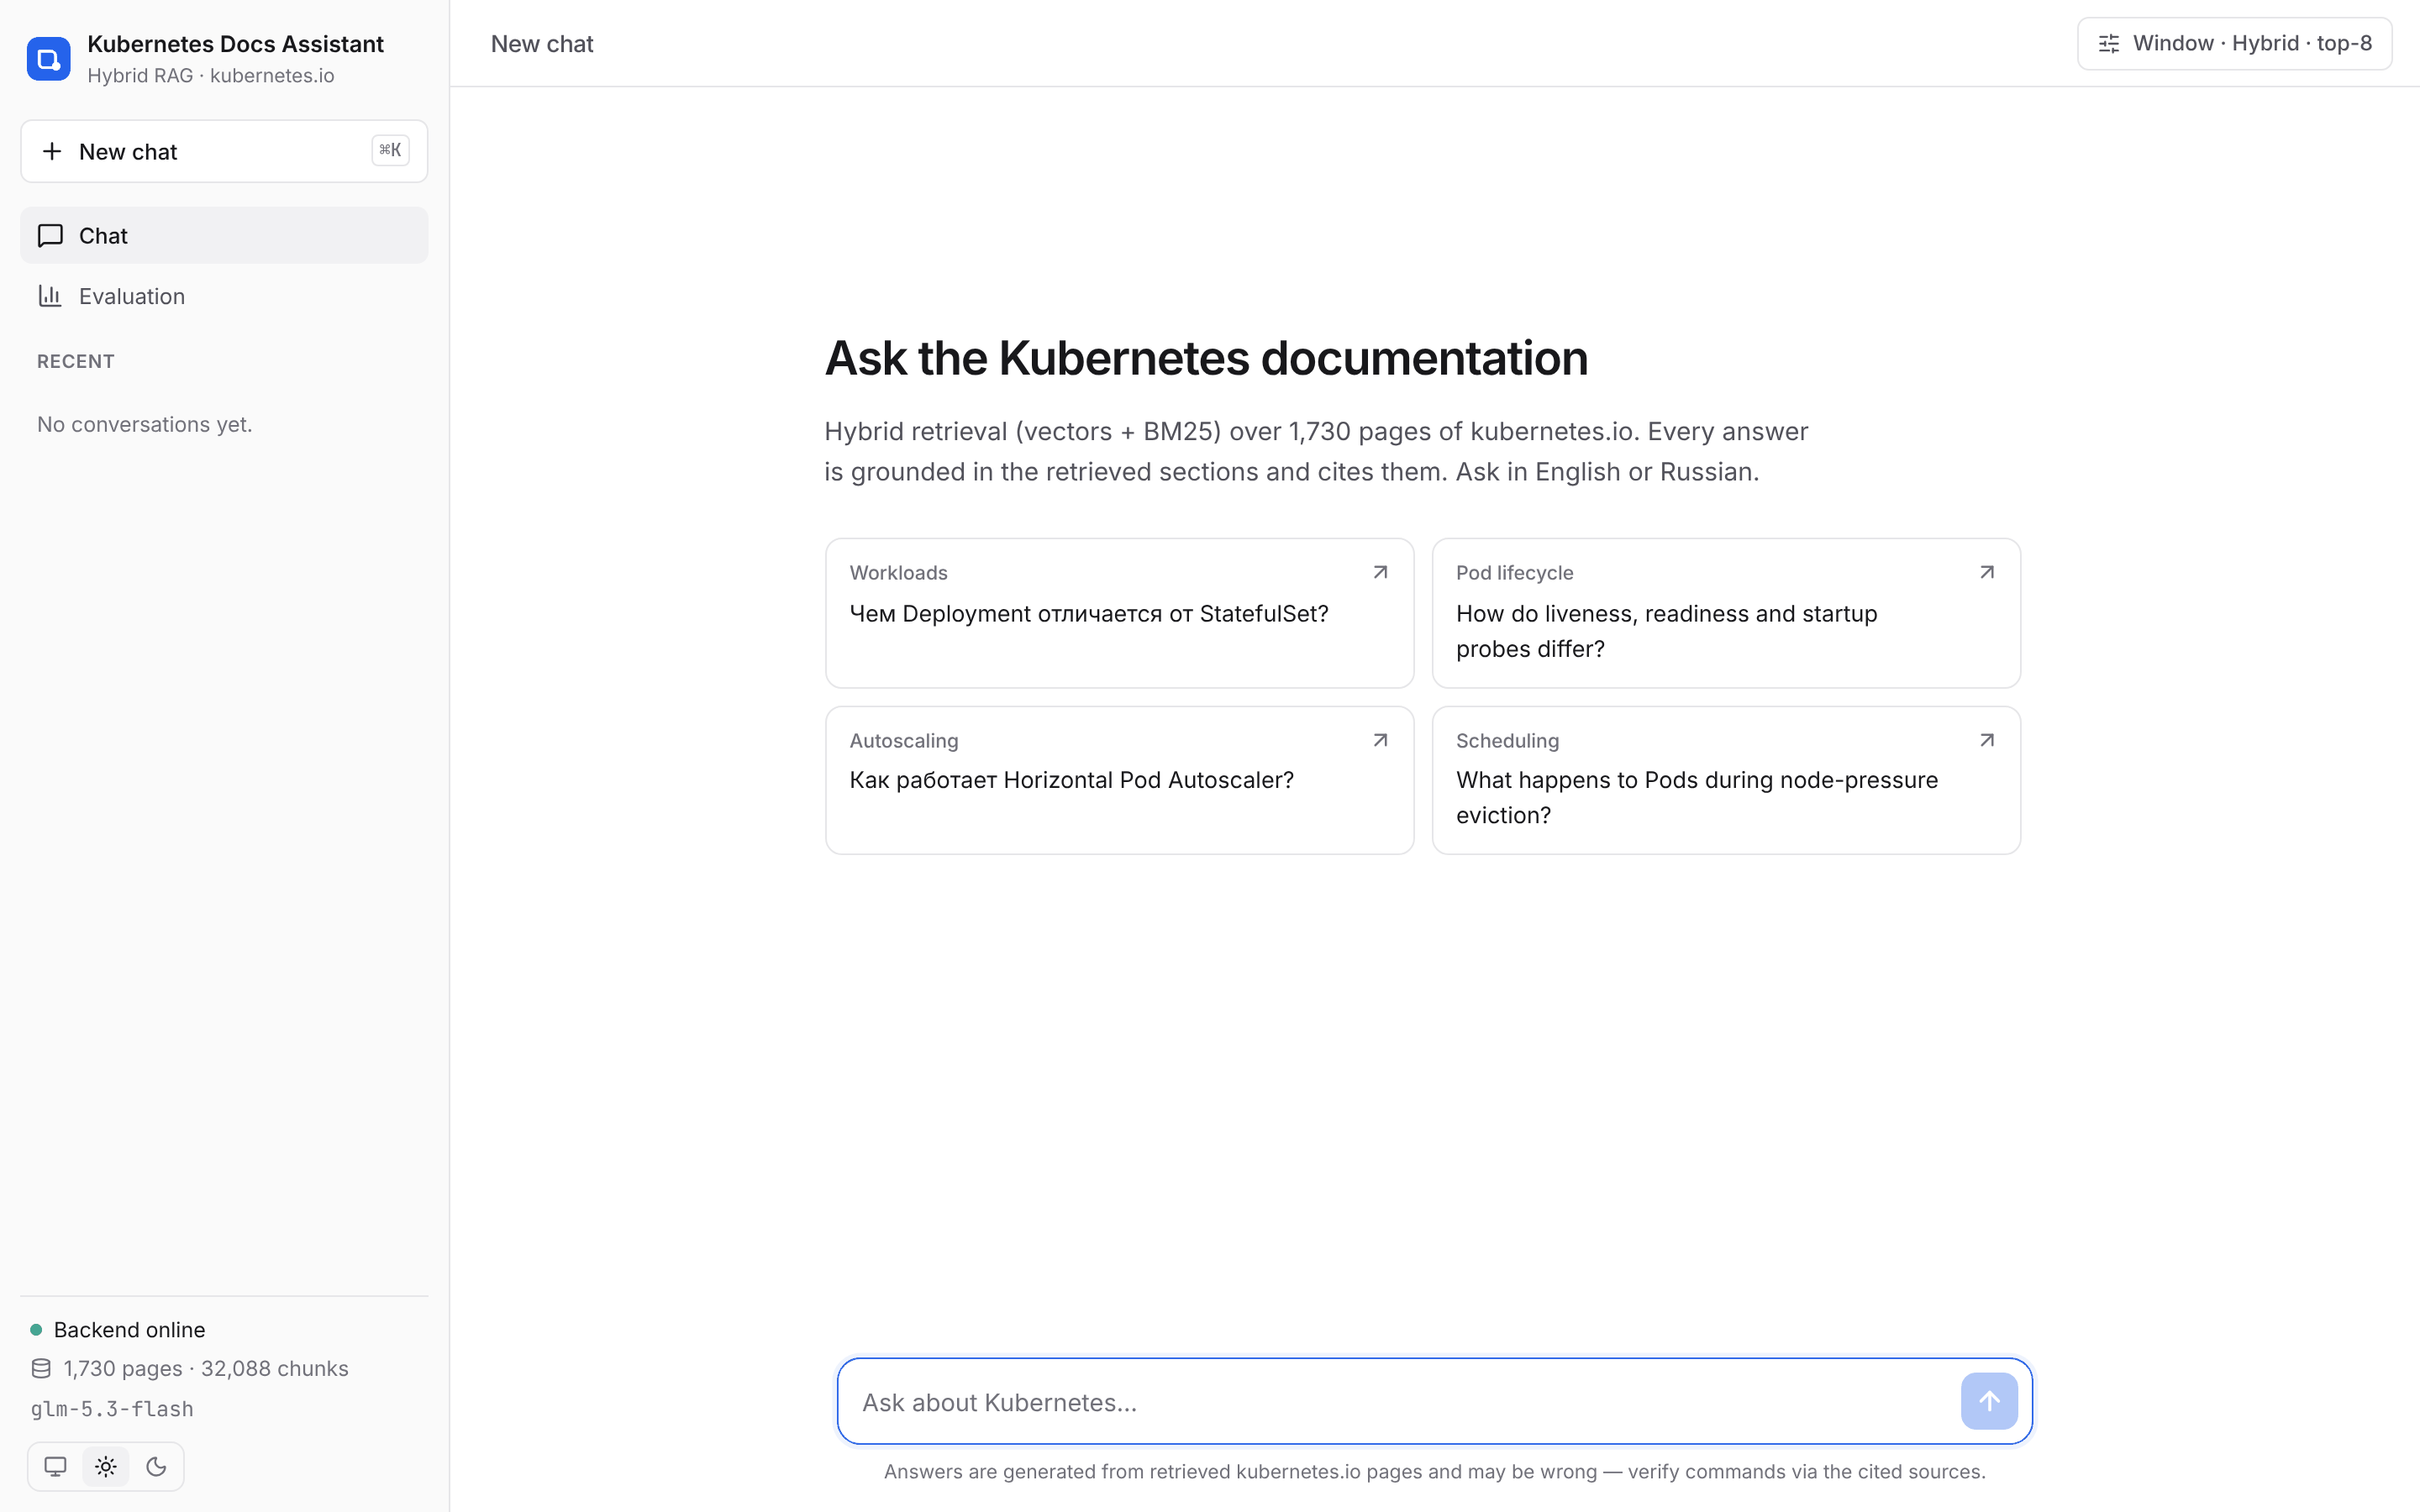 Kubernetes Docs Assistant
Hybrid RAG · kubernetes.io
New chat
⌘K
Chat
Evaluation
RECENT
No conversations yet.
Backend online
1,730 pages · 32,088 chunks
glm-5.3-flash
New chat
Window · Hybrid · top-8
Ask the Kubernetes documentation
Hybrid retrieval (vectors + BM25) over 1,730 pages of kubernetes.io. Every answer
is grounded in the retrieved sections and cites them. Ask in English or Russian.
Workloads
Чем Deployment отличается от StatefulSet?
Pod lifecycle
How do liveness, readiness and startup
probes differ?
Autoscaling
Как работает Horizontal Pod Autoscaler?
Scheduling
What happens to Pods during node-pressure
eviction?
Ask about Kubernetes...
Answers are generated from retrieved kubernetes.io pages and may be wrong — verify commands via the cited sources.